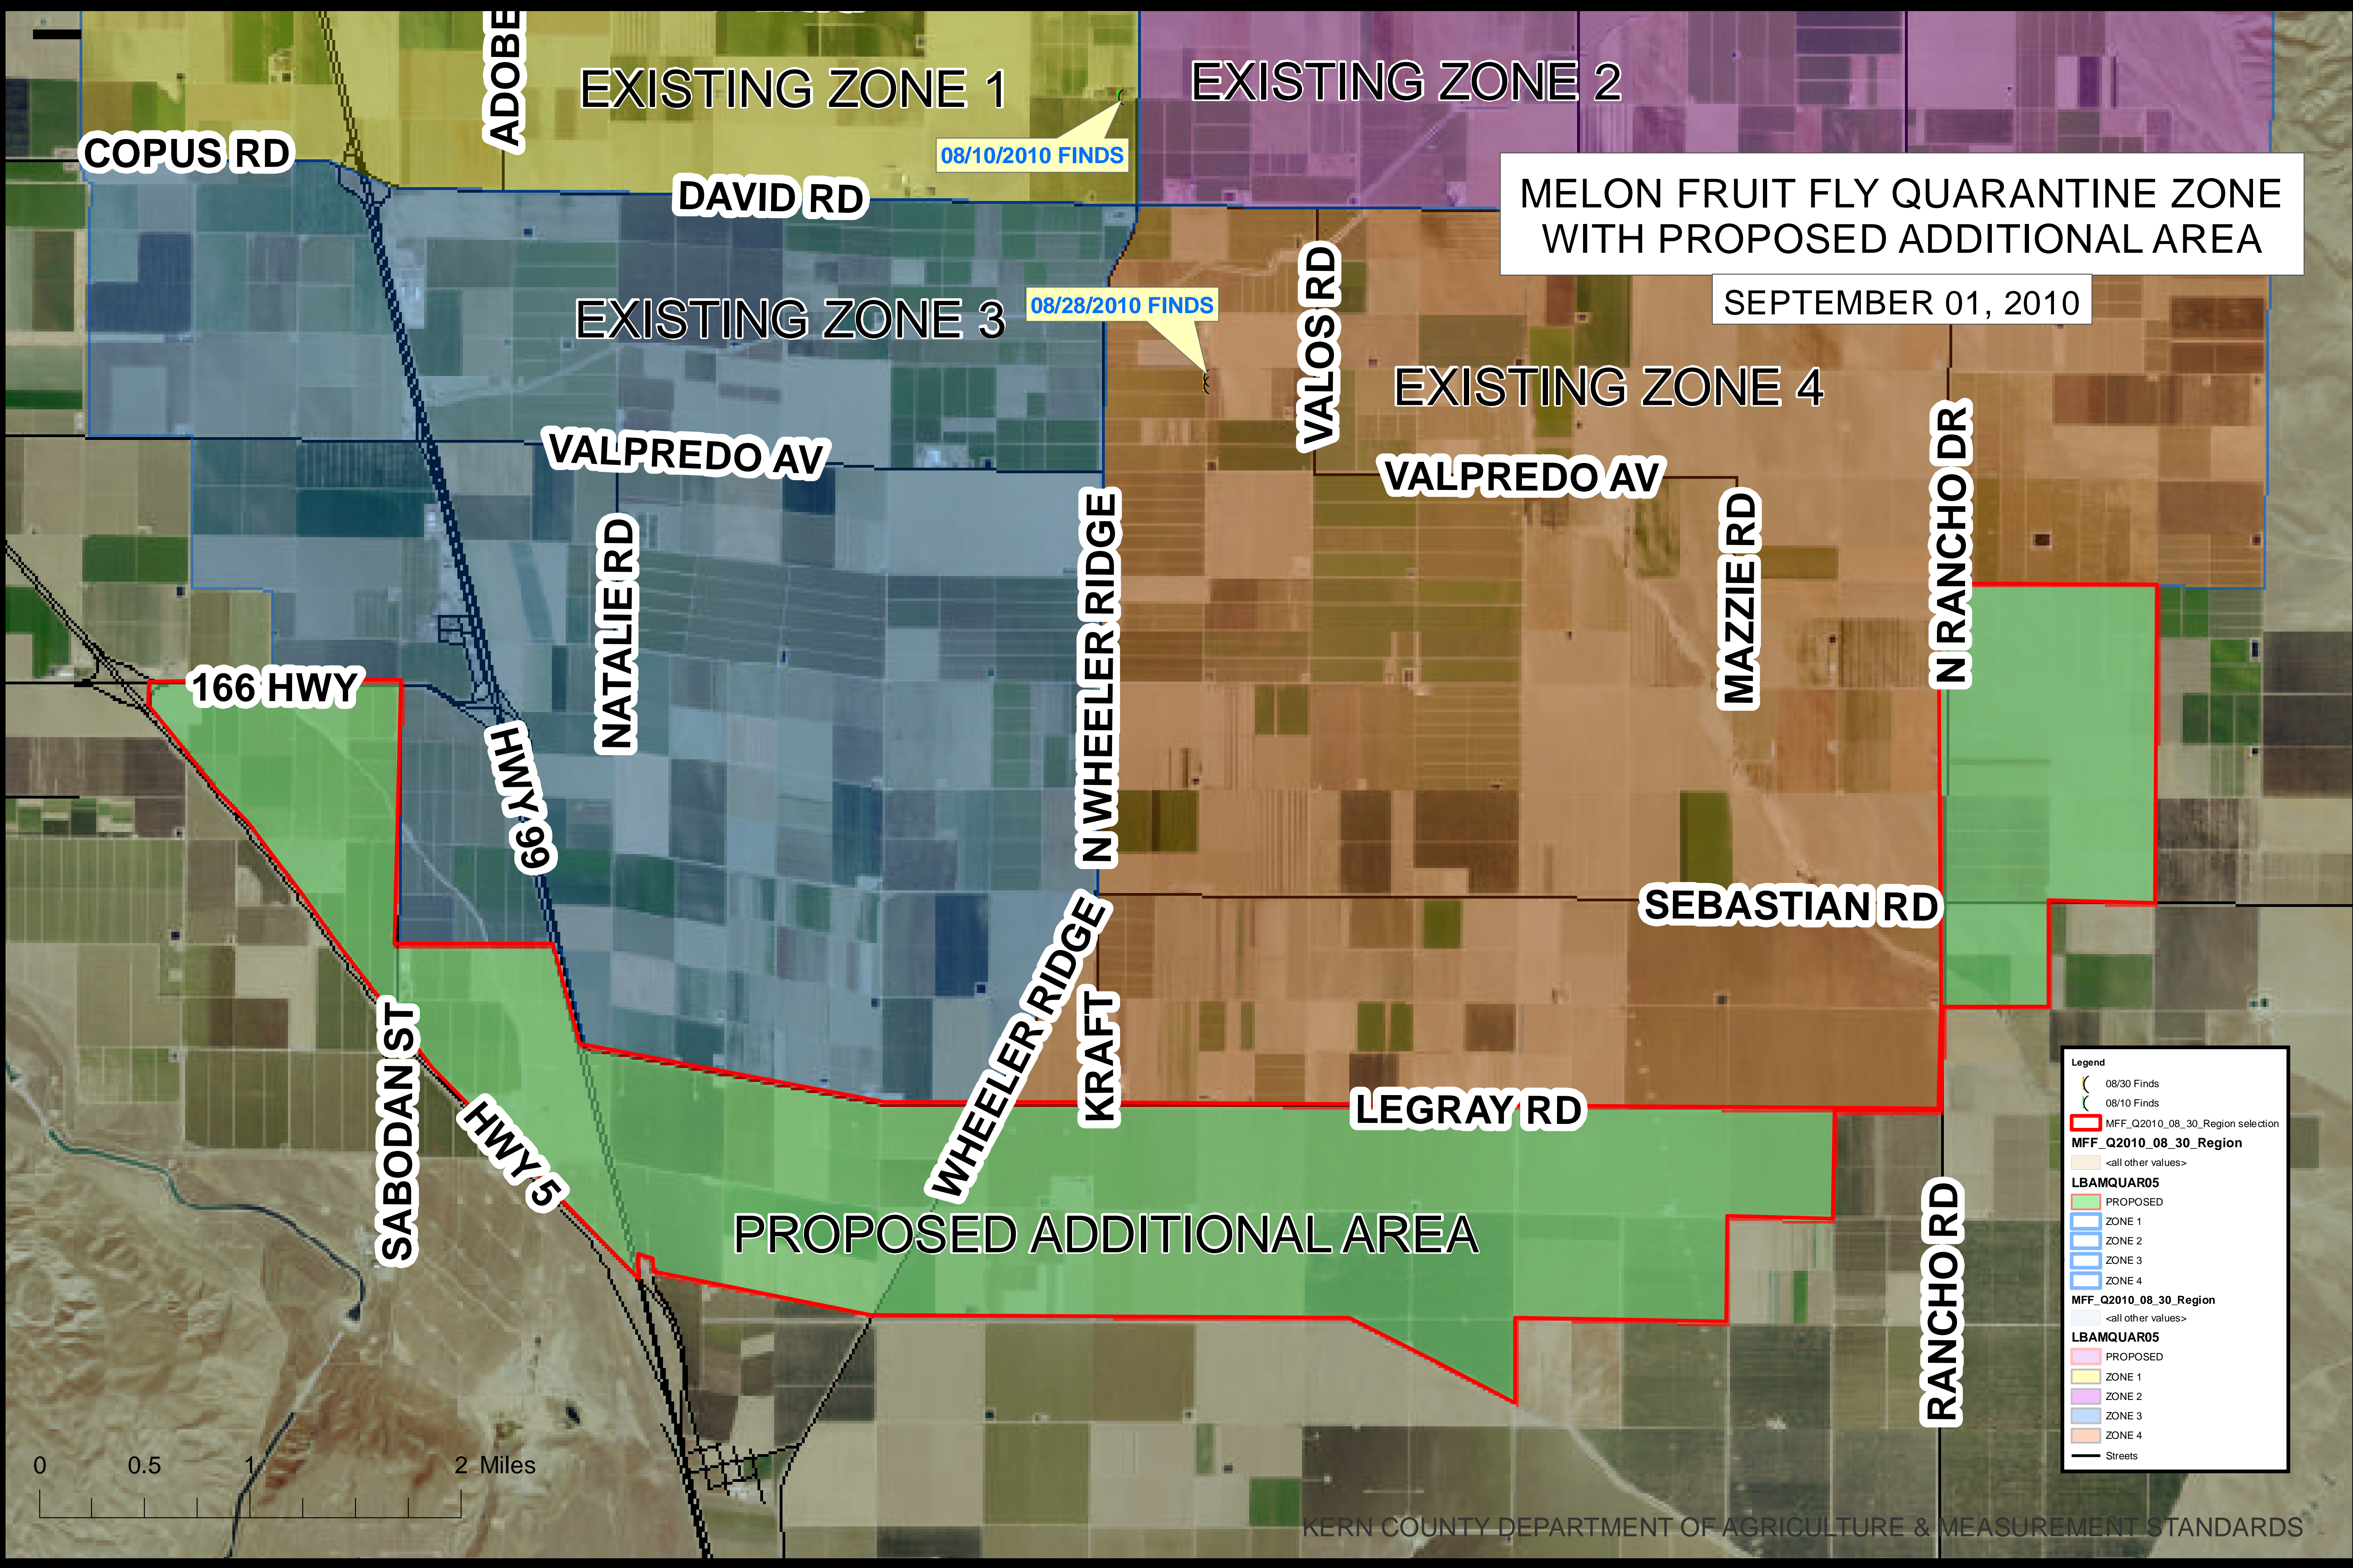 ADOBE
EXISTING ZONE 1
EXISTING ZONE 2
COPUS RD
08/10/2010 FINDS
DAVID RD
MELON FRUIT FLY QUARANTINE ZONE
WITH PROPOSED ADDITIONAL AREA
SEPTEMBER 01, 2010
EXISTING ZONE 3
08/28/2010 FINDS
VALOS RD
EXISTING ZONE 4
VALPREDO AV
VALPREDO AV
N RANCHO DR
NATALIE RD
N WHEELER RIDGE
MAZZIE RD
166 HWY
HWY 99
SEBASTIAN RD
WHEELER RIDGE
KRAFT
SABODAN ST
HWY 5
LEGRAY RD
PROPOSED ADDITIONAL AREA
RANCHO RD
Legend
08/30 Finds
08/10 Finds
MFF_Q2010_08_30_Region selection
MFF_Q2010_08_30_Region
<all other values>
LBAMQUAR05
PROPOSED
ZONE 1
ZONE 2
ZONE 3
ZONE 4
MFF_Q2010_08_30_Region
<all other values>
LBAMQUAR05
PROPOSED
ZONE 1
ZONE 2
ZONE 3
ZONE 4
Streets
0 0.5 1 2 Miles
KERN COUNTY DEPARTMENT OF AGRICULTURE & MEASUREMENT STANDARDS